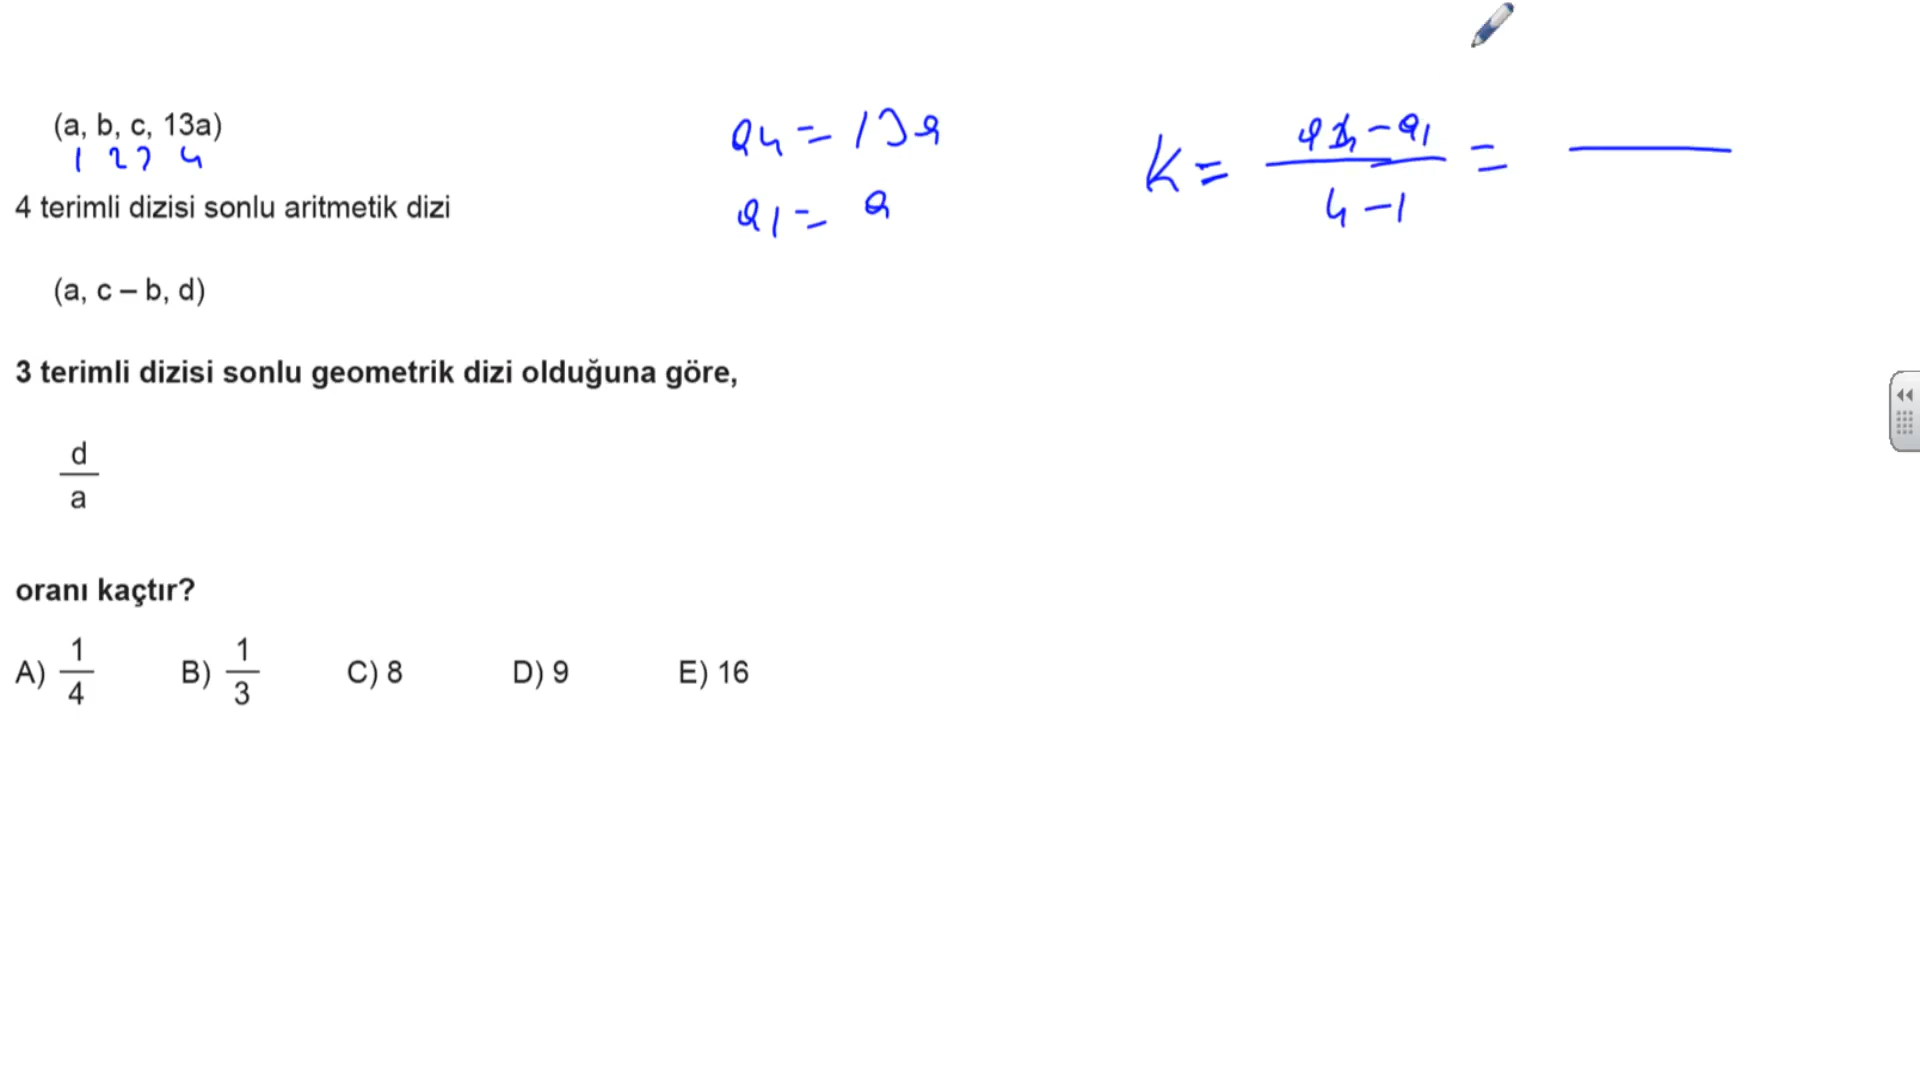 (a, b, c, 13a)
1 2 3 4
4 terimli dizisi sonlu aritmetik dizi
(a, c – b, d)
3 terimli dizisi sonlu geometrik dizi olduğuna göre,
d
a
oranı kaçtır?
A) 1/4 B) 1/3 C) 8 D) 9 E) 16
a4 = 13a
a1 = a
K = a4 - a1 =
4 - 1